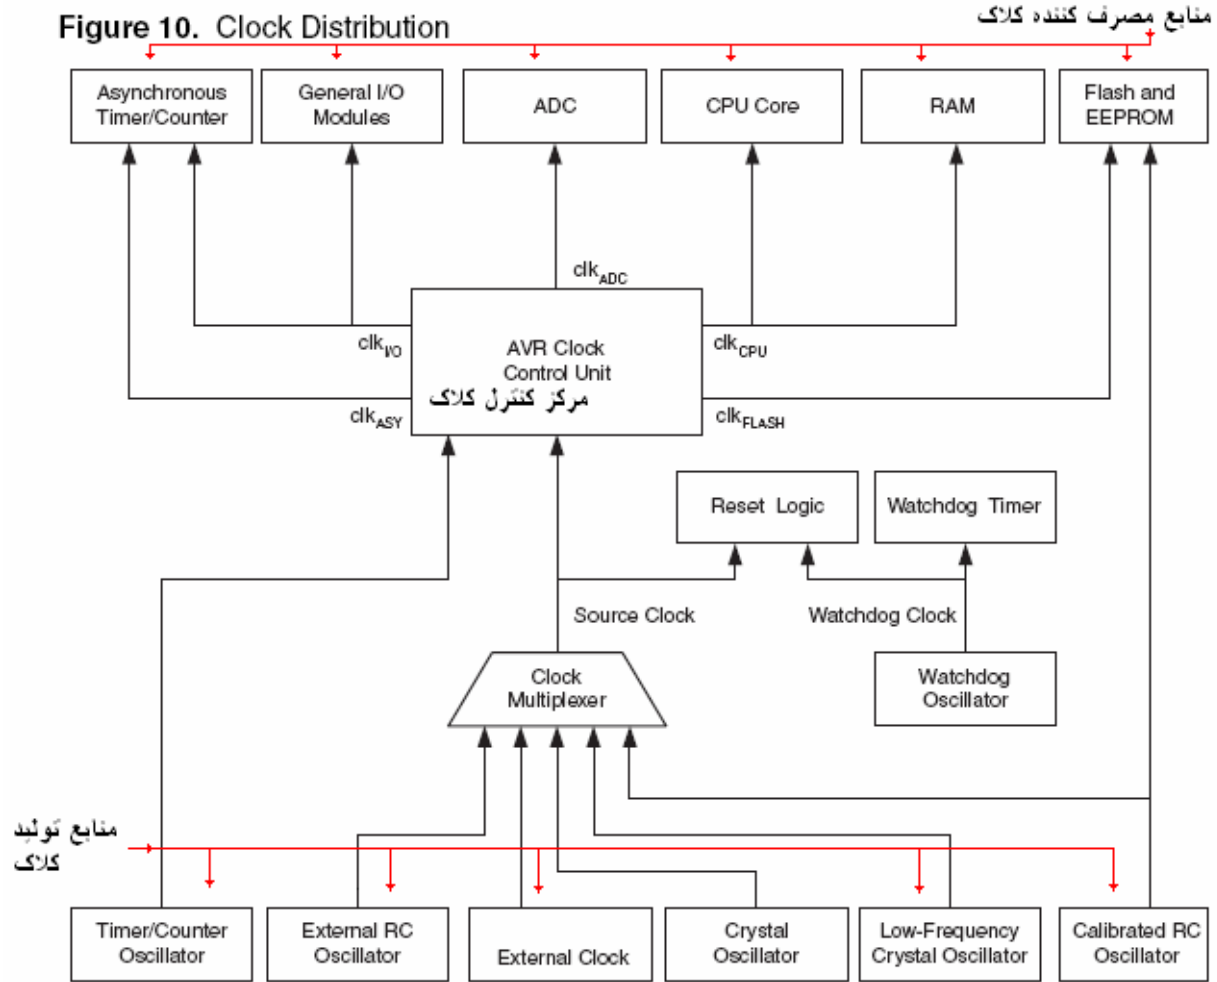 Figure 10. Clock Distribution
منابع مصرف کننده کلاک
Asynchronous
Timer/Counter
General I/O
Modules
ADC
CPU Core
RAM
Flash and
EEPROM
clkADC
clkI/O
AVR Clock
Control Unit
مرکز کنترل کلاک
clkCPU
clkASY
clkFLASH
Reset Logic
Watchdog Timer
Source Clock
Watchdog Clock
Clock
Multiplexer
Watchdog
Oscillator
منابع تولید
کلاک
Timer/Counter
Oscillator
External RC
Oscillator
External Clock
Crystal
Oscillator
Low-Frequency
Crystal Oscillator
Calibrated RC
Oscillator